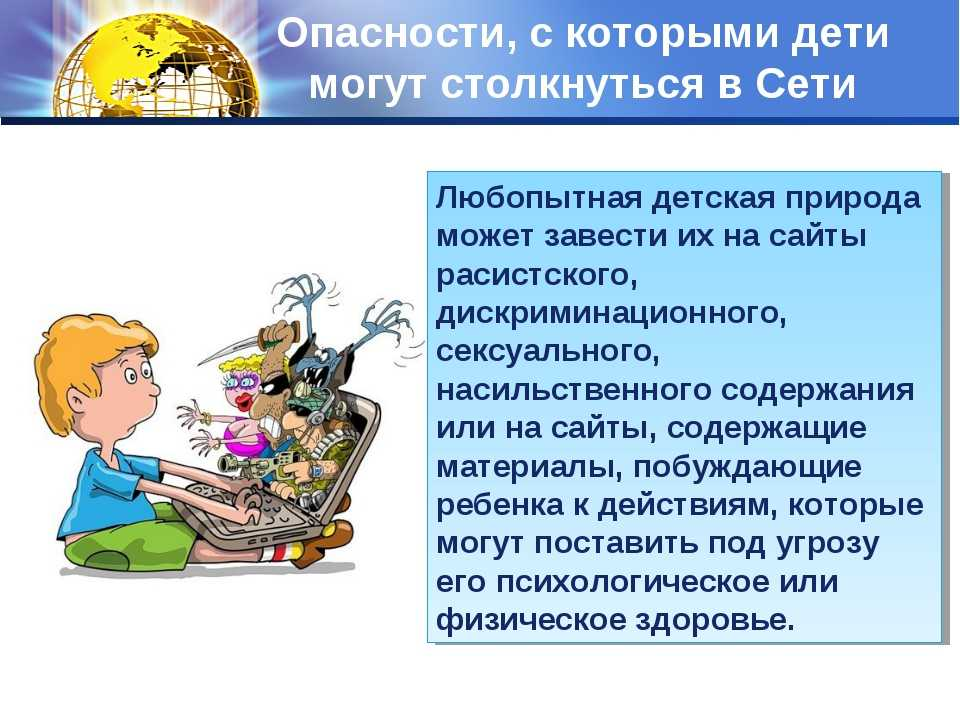 Опасности, с которыми дети
могут столкнуться в Сети
Любопытная детская природа
может завести их на сайты
расистского,
дискриминационного,
сексуального,
насильственного содержания
или на сайты, содержащие
материалы, побуждающие
ребенка к действиям, которые
могут поставить под угрозу
его психологическое или
физическое здоровье.